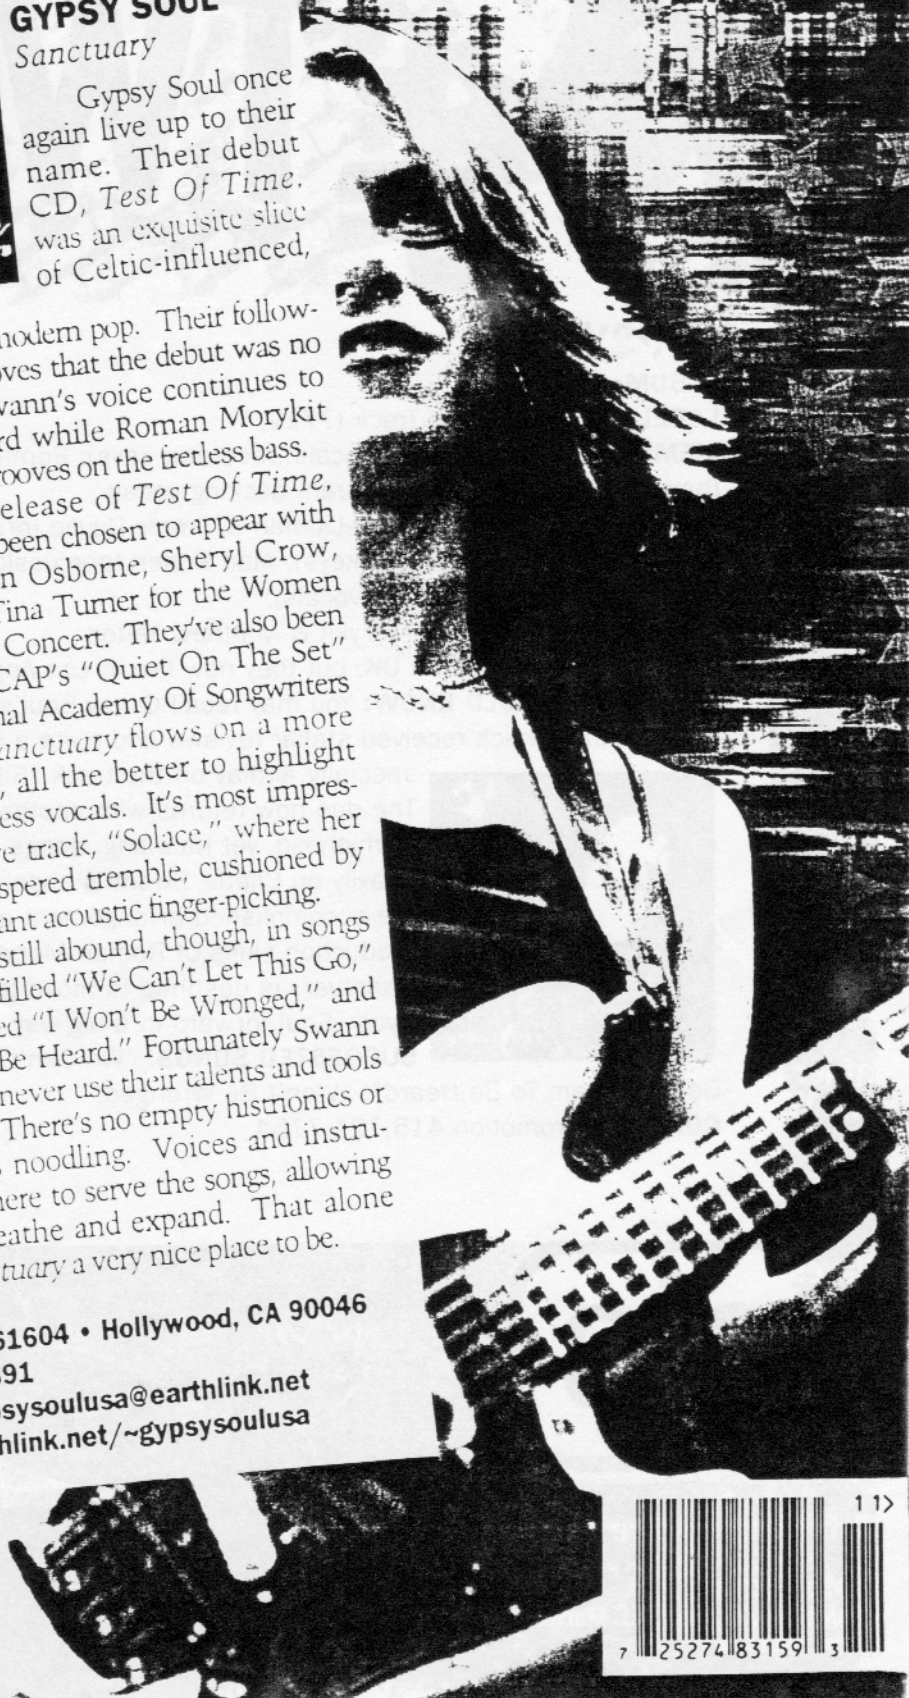 GYPSY SOUL
Sanctuary
Gypsy Soul once
again live up to their
name. Their debut
CD, Test Of Time,
was an exquisite slice
of Celtic-influenced,
modern pop. Their follow-
oves that the debut was no
wann's voice continues to
rd while Roman Morykit
rooves on the fretless bass.
elease of Test Of Time,
been chosen to appear with
n Osborne, Sheryl Crow,
Tina Turner for the Women
Concert. They've also been
CAP's "Quiet On The Set"
nal Academy Of Songwriters
anctuary flows on a more
, all the better to highlight
ess vocals. It's most impres-
e track, "Solace," where her
spered tremble, cushioned by
ant acoustic finger-picking.
still abound, though, in songs
filled "We Can't Let This Go,"
ed "I Won't Be Wronged," and
Be Heard." Fortunately Swann
never use their talents and tools
There's no empty histrionics or
noodling. Voices and instru-
here to serve the songs, allowing
eathe and expand. That alone
tuary a very nice place to be.
61604 • Hollywood, CA 90046
91
psysoulusa@earthlink.net
hlink.net/~gypsysoulusa
11>
7 25274 83159 3